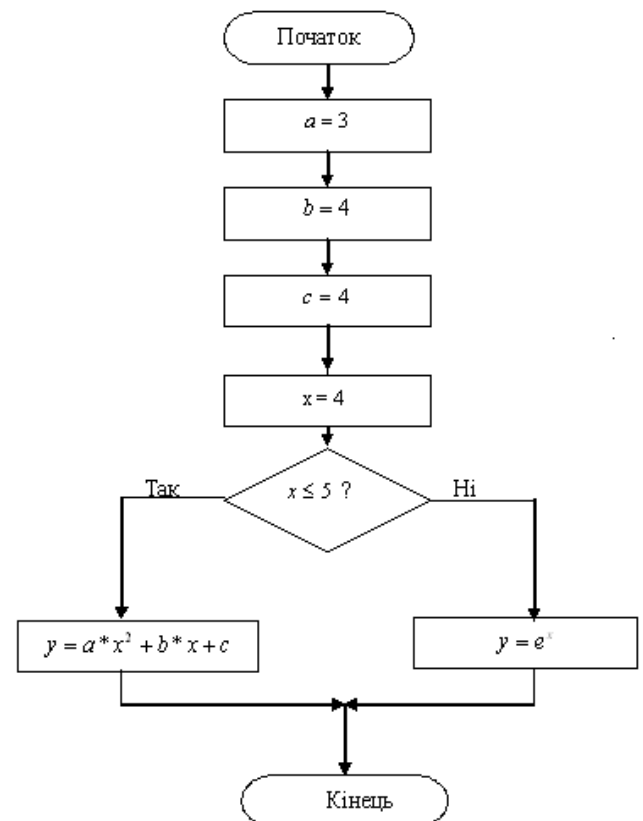 Початок
a = 3
b = 4
c = 4
x = 4
x ≤ 5 ?
Так
Ні
y = a * x² + b * x + c
y = eˣ
Кінець